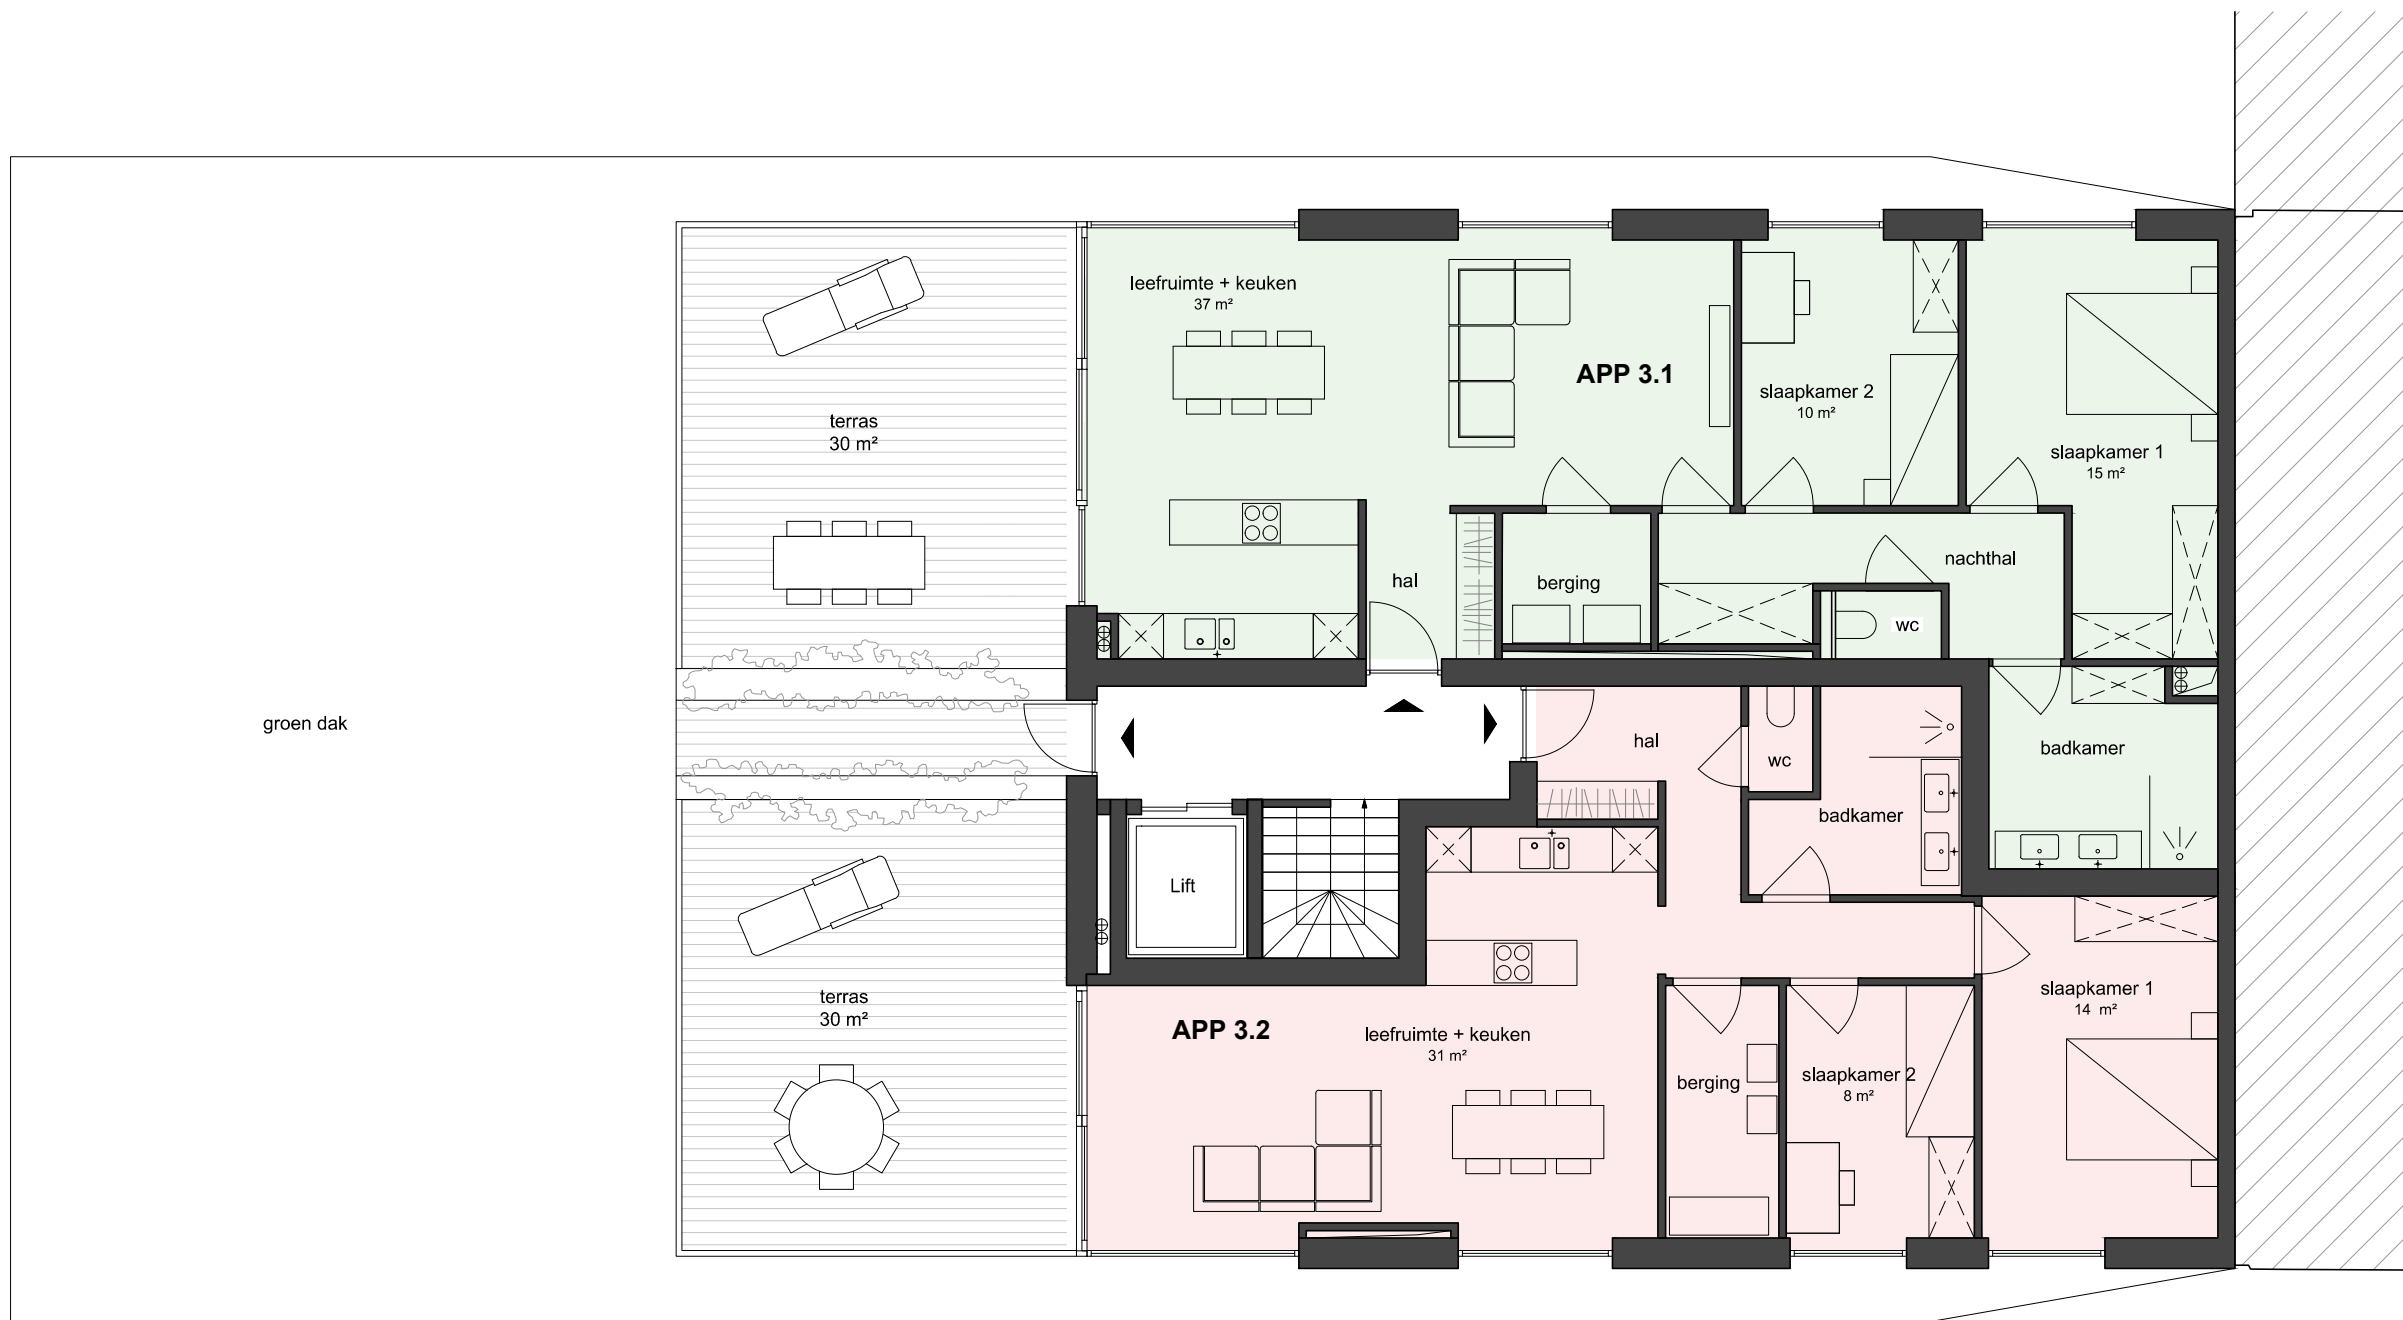 leefruimte + keuken
37 m²
APP 3.1
slaapkamer 2
10 m²
terras
30 m²
slaapkamer 1
15 m²
hal
berging
nachthal
wc
groen dak
hal
wc
badkamer
badkamer
Lift
slaapkamer 1
14 m²
terras
30 m²
APP 3.2
leefruimte + keuken
31 m²
berging
slaapkamer 2
8 m²